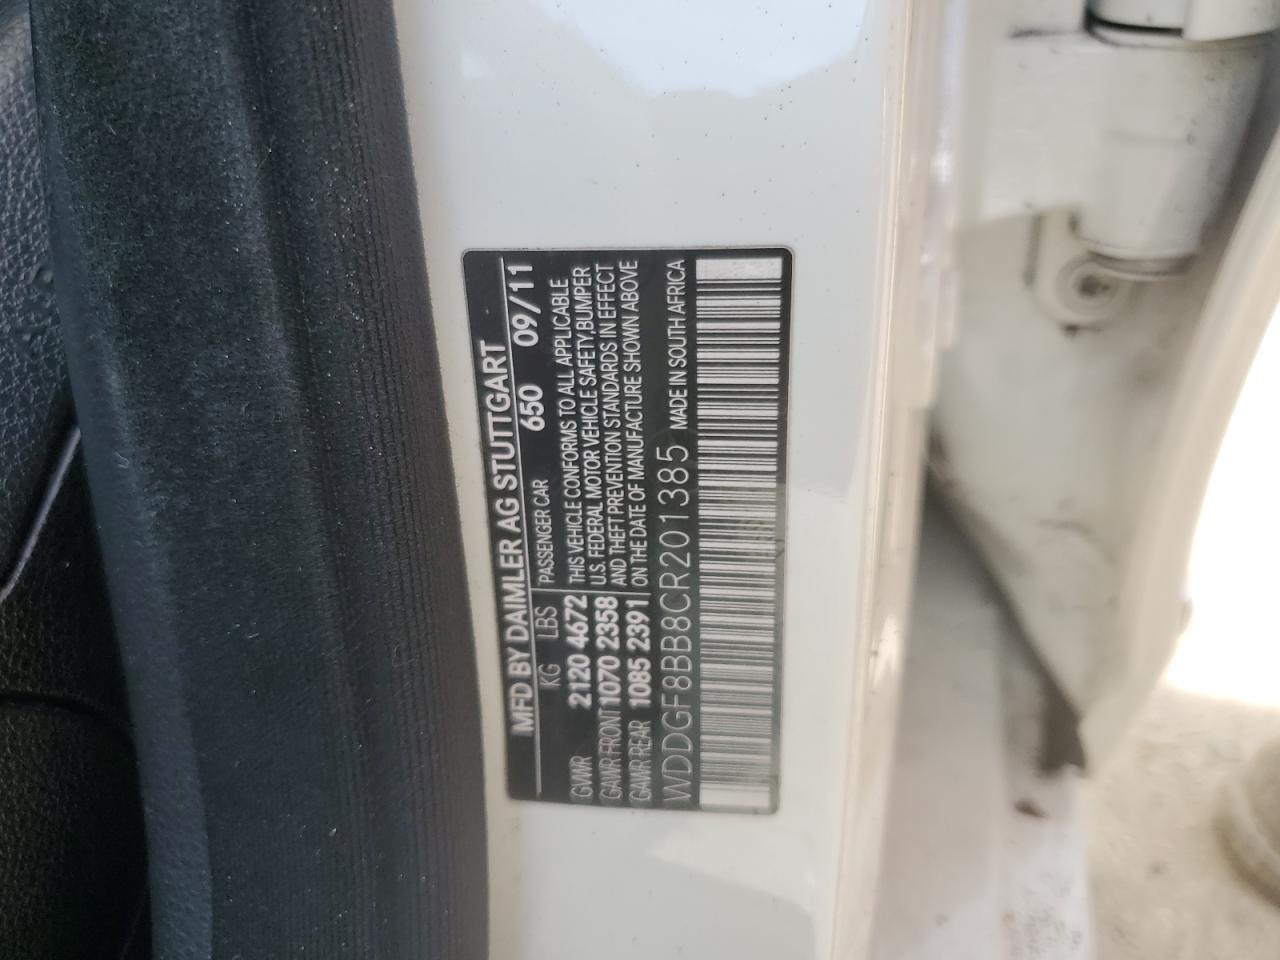 MFD BY DAIMLER AG STUTTGART
KG LBS PASSENGER CAR 650 09/11
GVWR 2120 4672 THIS VEHICLE CONFORMS TO ALL APPLICABLE
GAWR FRONT 1070 2358 U.S. FEDERAL MOTOR VEHICLE SAFETY,BUMPER
AND THEFT PREVENTION STANDARDS IN EFFECT
GAWR REAR 1085 2391 ON THE DATE OF MANUFACTURE SHOWN ABOVE
WDDGF8BB8CR201385 MADE IN SOUTH AFRICA